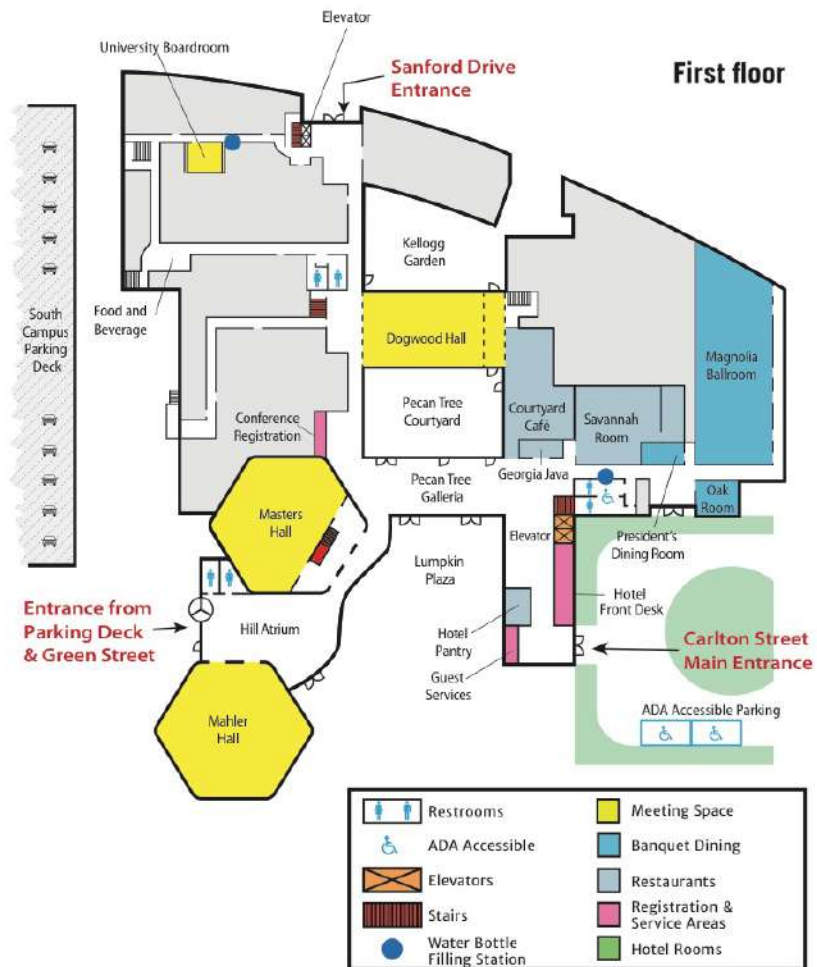 Elevator
University Boardroom
Sanford Drive
Entrance
First floor
Kellogg
Garden
South
Campus
Parking
Deck
Food and
Beverage
Dogwood Hall
Magnolia
Ballroom
Pecan Tree
Courtyard
Courtyard
Café
Savannah
Room
Conference
Registration
Georgia Java
Pecan Tree
Galleria
Oak
Room
Masters
Hall
Elevator
President's
Dining Room
Lumpkin
Plaza
Hotel
Front Desk
Entrance from
Parking Deck
& Green Street
Hill Atrium
Hotel
Pantry
Carlton Street
Main Entrance
Guest
Services
Mahler
Hall
ADA Accessible Parking
Restrooms
ADA Accessible
Elevators
Stairs
Water Bottle
Filling Station
Meeting Space
Banquet Dining
Restaurants
Registration &
Service Areas
Hotel Rooms